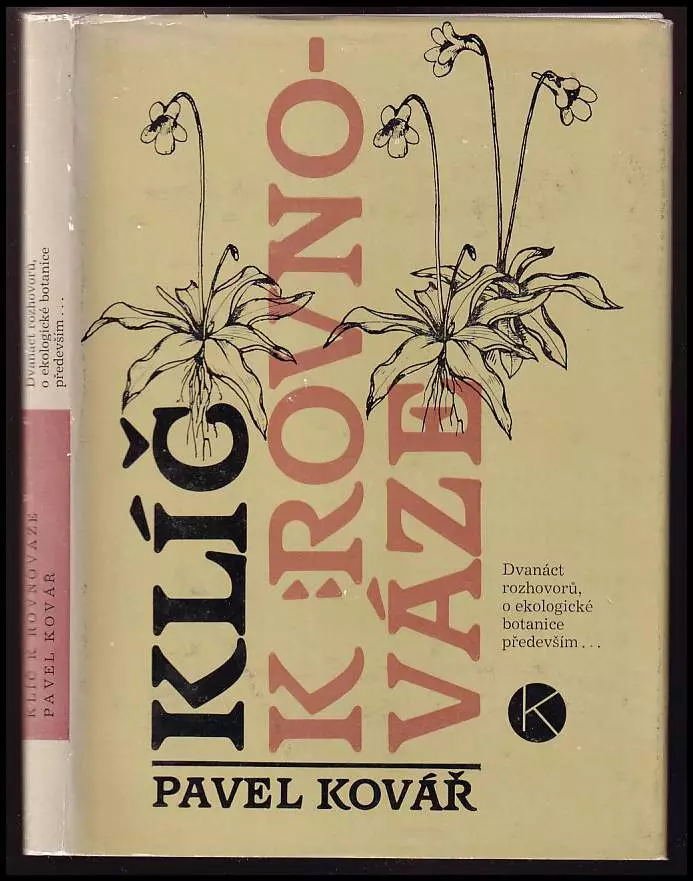 KLÍČ
K ROVNO-
VÁZE
PAVEL KOVÁŘ
Dvanáct
rozhovorů,
o ekologické
botanice
především...
K
Dvanáct rozhovorů,
o ekologické botanice
především...
KLÍČ K ROVNOVÁZE
PAVEL KOVÁŘ